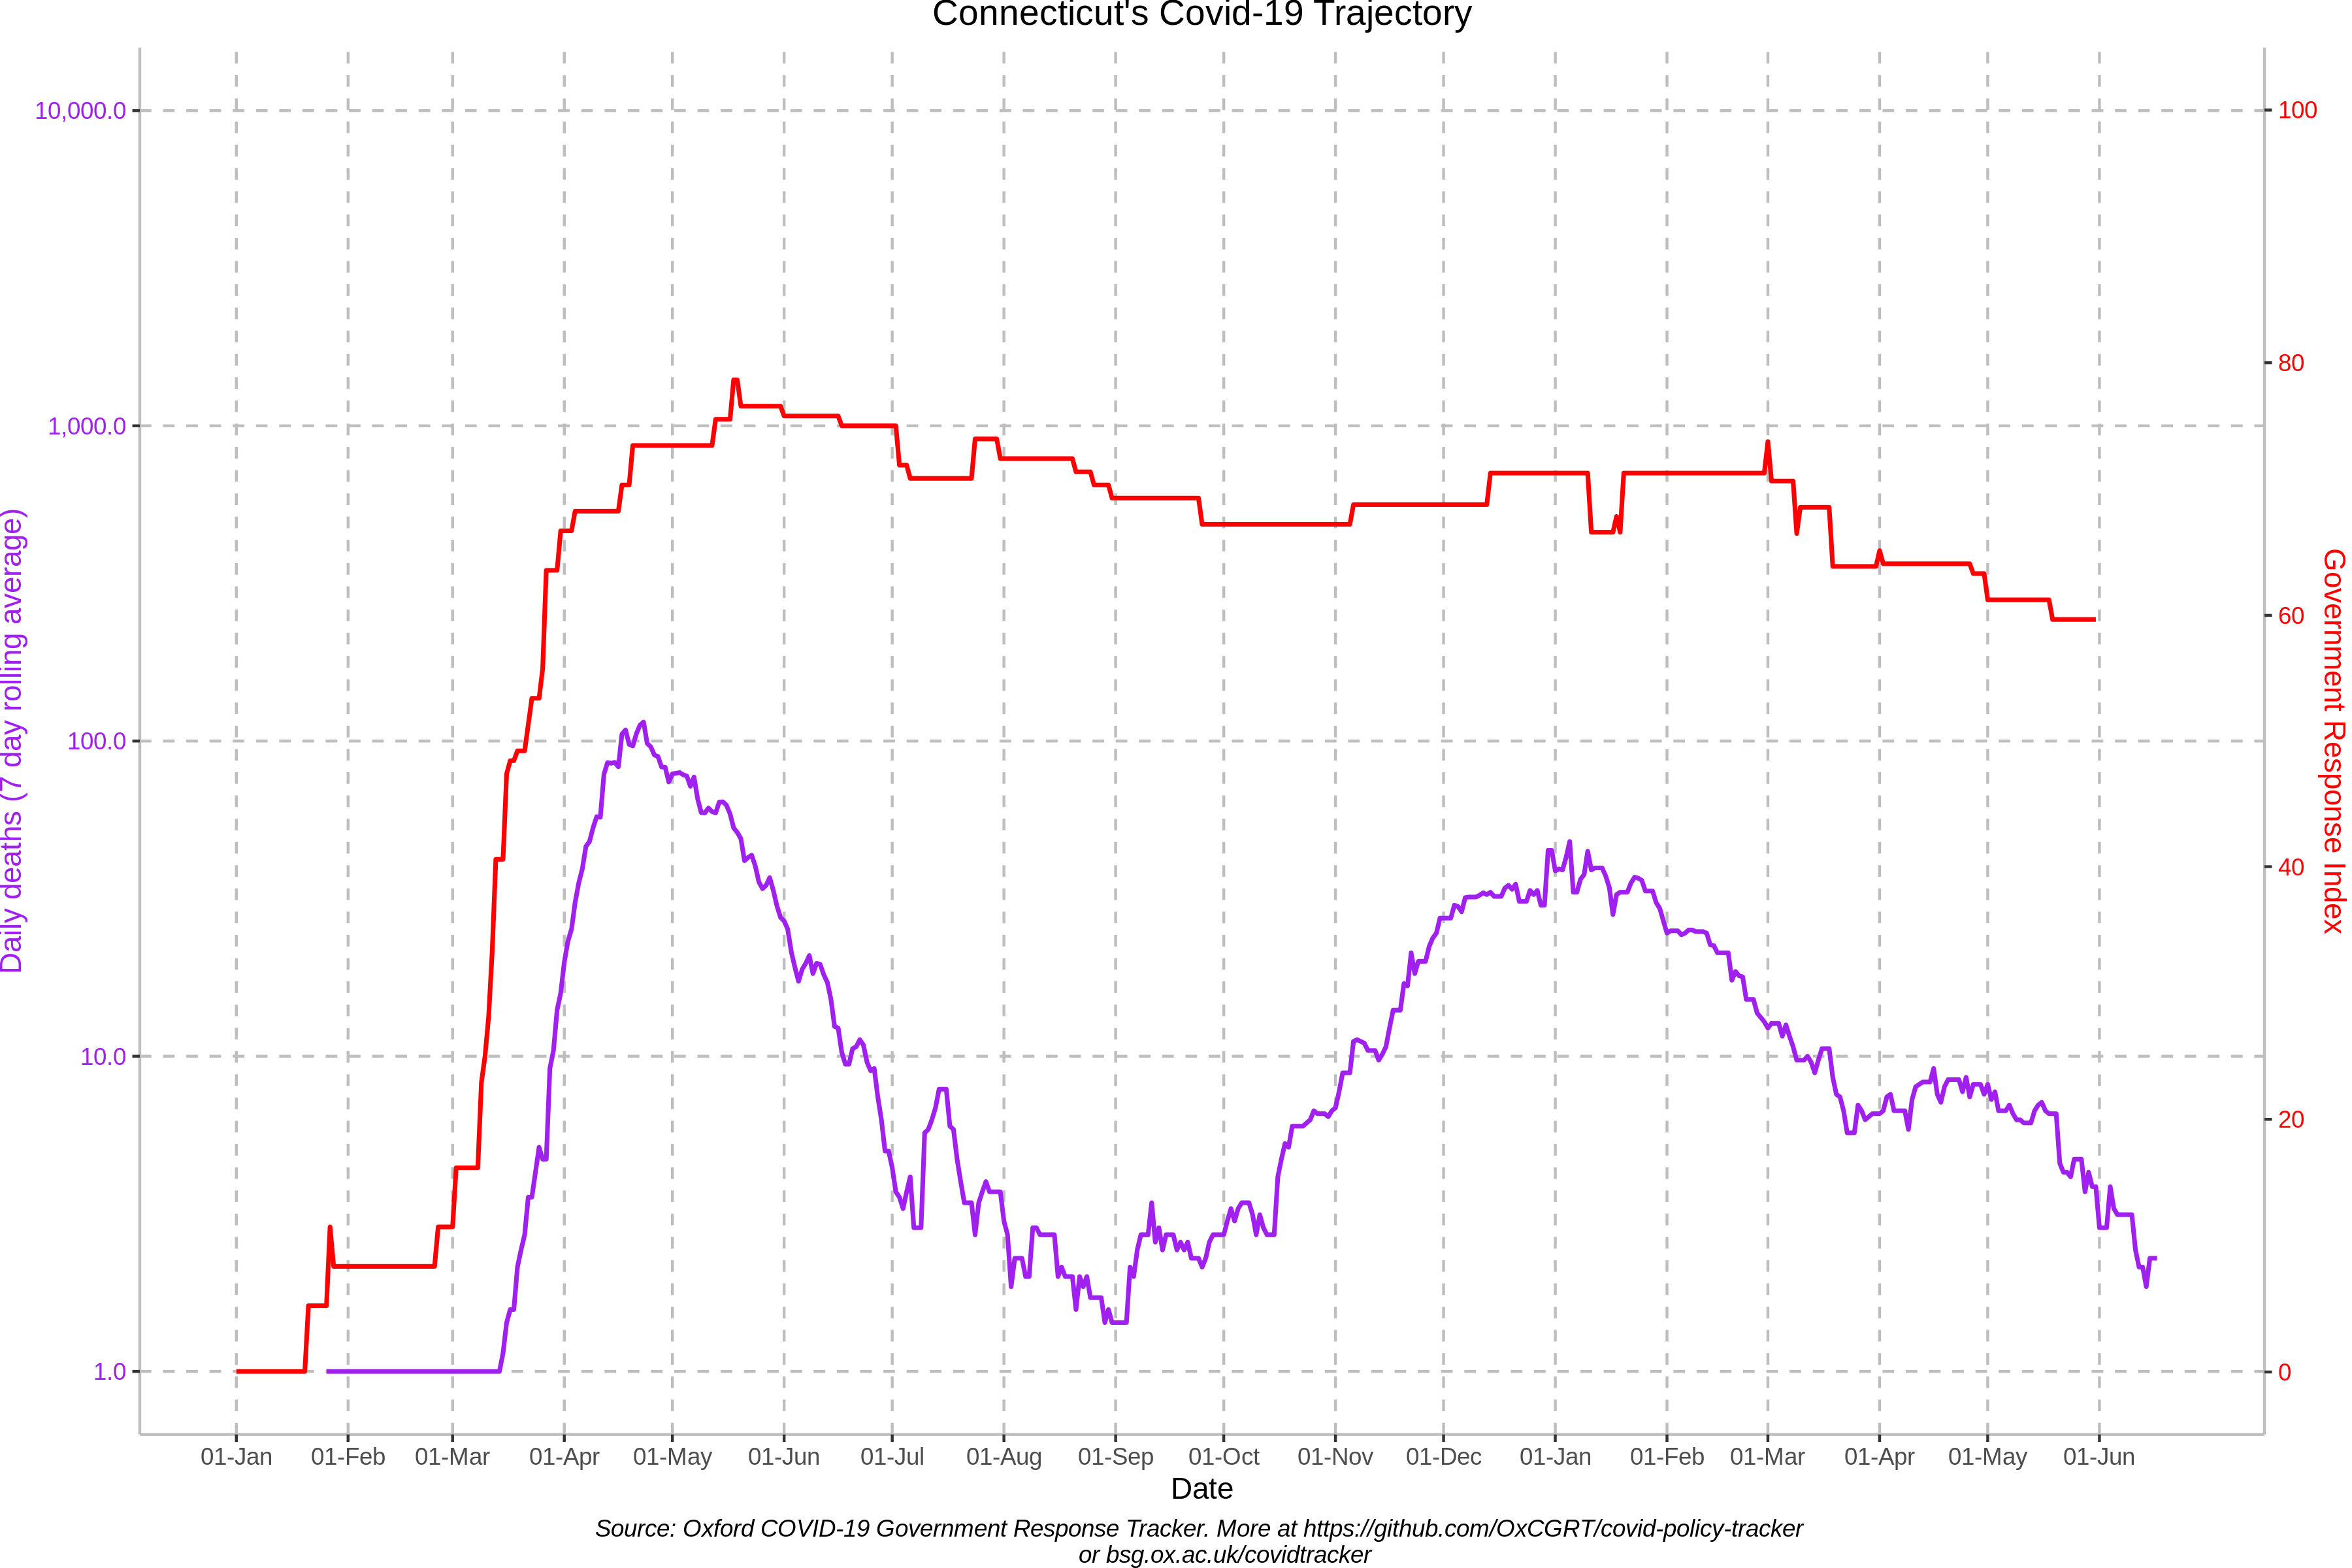 Connecticut's Covid-19 Trajectory
10,000.0
1,000.0
100.0
10.0
1.0
Daily deaths (7 day rolling average)
100
80
60
40
20
0
Government Response Index
01-Jan 01-Feb 01-Mar 01-Apr 01-May 01-Jun 01-Jul 01-Aug 01-Sep 01-Oct 01-Nov 01-Dec 01-Jan 01-Feb 01-Mar 01-Apr 01-May 01-Jun
Date
Source: Oxford COVID-19 Government Response Tracker. More at https://github.com/OxCGRT/covid-policy-tracker
or bsg.ox.ac.uk/covidtracker